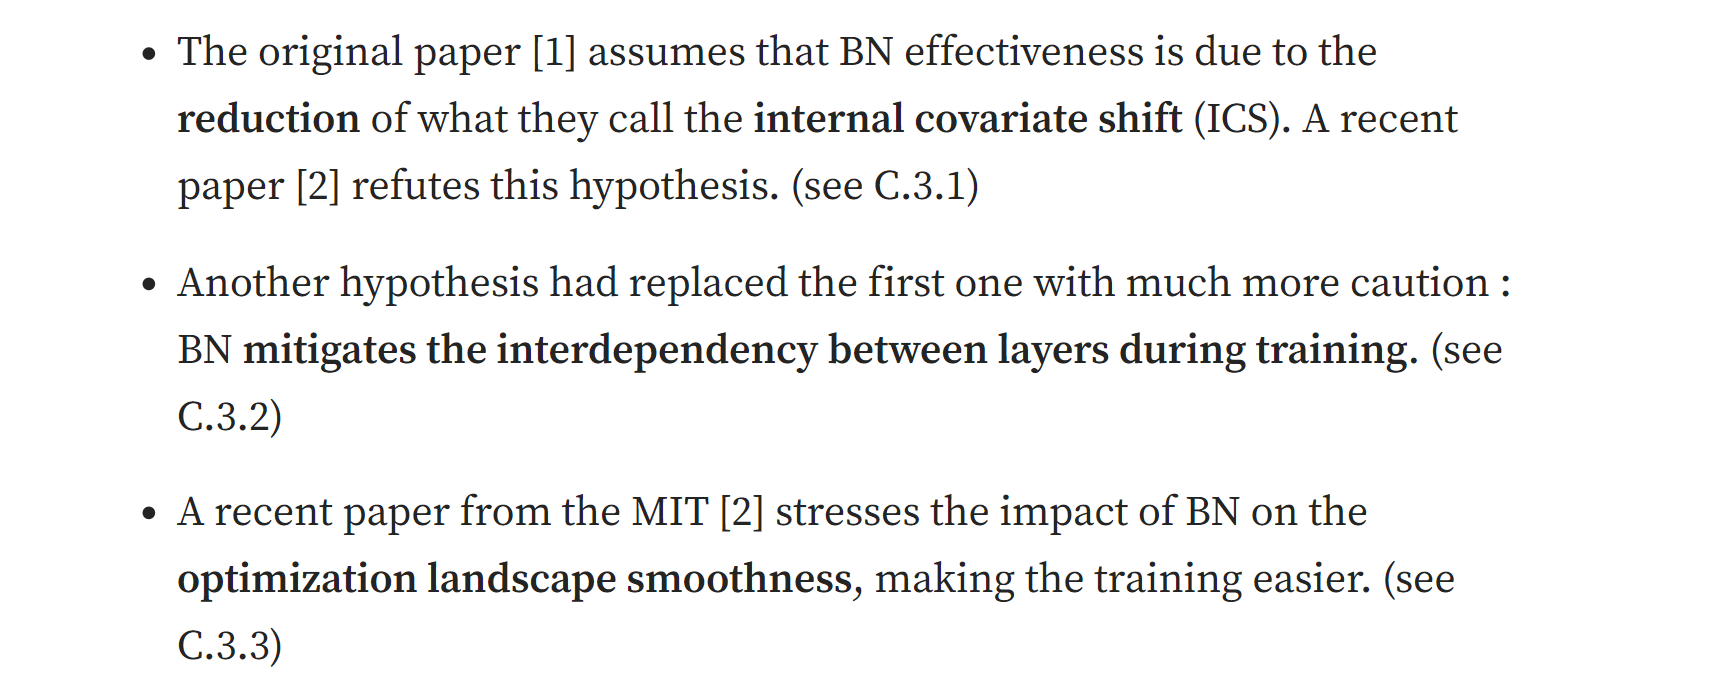 • The original paper [1] assumes that BN effectiveness is due to the
reduction of what they call the internal covariate shift (ICS). A recent
paper [2] refutes this hypothesis. (see C.3.1)
• Another hypothesis had replaced the first one with much more caution :
BN mitigates the interdependency between layers during training. (see
C.3.2)
• A recent paper from the MIT [2] stresses the impact of BN on the
optimization landscape smoothness, making the training easier. (see
C.3.3)